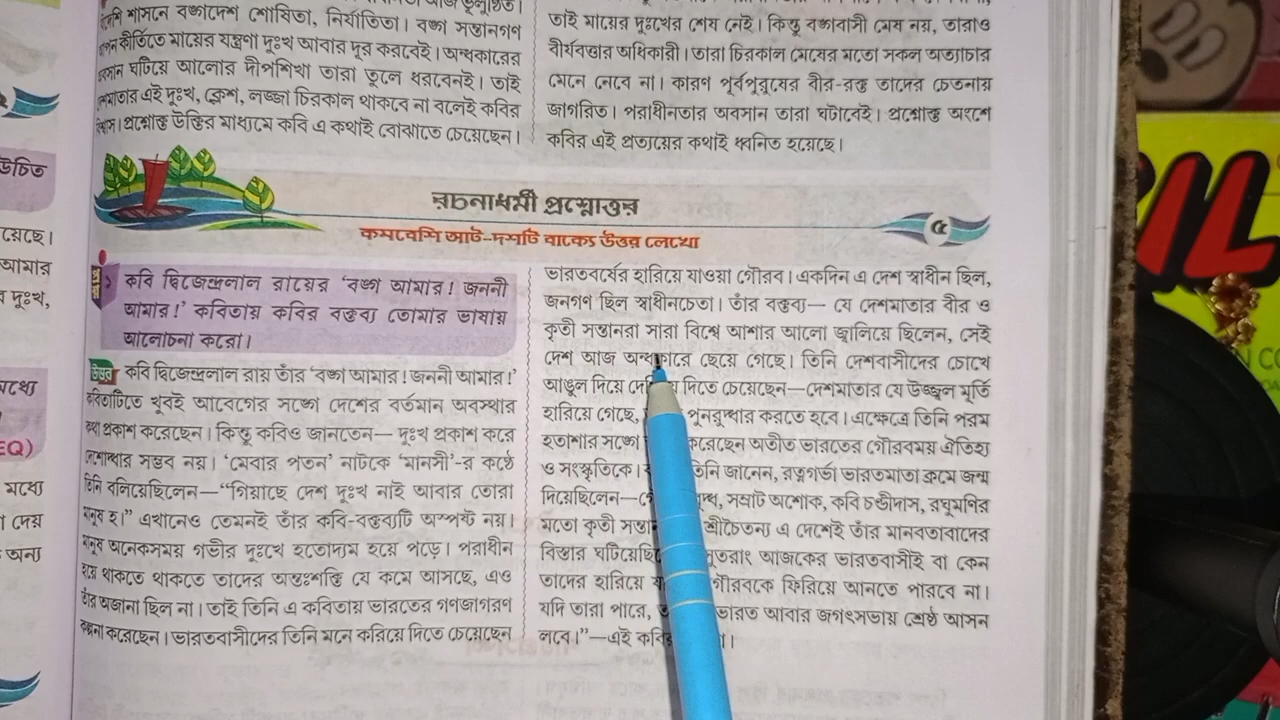 শাসনে বঙ্গদেশ শোষিতা, নির্যাতিতা। বঙ্গ সন্তানগণ
কীর্তিতে মায়ের যন্ত্রণা দুঃখ আবার দূর করবেই। অন্ধকারের
ঘটিয়ে আলোর দীপশিখা তারা তুলে ধরবেনই। তাই
এই দুঃখ, ক্লেশ, লজ্জা চিরকাল থাকবে না বলেই কবির
প্রশ্নোক্ত উক্তির মাধ্যমে কবি এ কথাই বোঝাতে চেয়েছেন।
তাই মায়ের দুঃখের শেষ নেই। কিন্তু বঙ্গবাসী মেষ নয়, তারাও
বীর্যবত্তার অধিকারী। তারা চিরকাল মেষের মতো সকল অত্যাচার
মেনে নেবে না। কারণ পূর্বপুরুষের বীর-রক্ত তাদের চেতনায়
জাগরিত। পরাধীনতার অবসান তারা ঘটাবেই। প্রশ্নোক্ত অংশে
কবির এই প্রত্যয়ের কথাই ধ্বনিত হয়েছে।
উচিত
য়েছে।
আমার
দুঃখ,
মধ্যে
EQ)
মধ্যে
দেয়
অন্য
রচনাধর্মী প্রশ্নোত্তর
৫
কমবেশি আট-দশটি বাক্যে উত্তর লেখো
প্রশ্ন ১ কবি দ্বিজেন্দ্রলাল রায়ের ‘বঙ্গ আমার! জননী
আমার!’ কবিতায় কবির বক্তব্য তোমার ভাষায়
আলোচনা করো।
উত্তর কবি দ্বিজেন্দ্রলাল রায় তাঁর ‘বঙ্গ আমার! জননী আমার!’
কবিতাটিতে খুবই আবেগের সঙ্গে দেশের বর্তমান অবস্থার
কথা প্রকাশ করেছেন। কিন্তু কবিও জানতেন— দুঃখ প্রকাশ করে
দেশোদ্ধার সম্ভব নয়। ‘মেবার পতন’ নাটকে ‘মানসী’-র কণ্ঠে
তিনি বলিয়েছিলেন—“গিয়াছে দেশ দুঃখ নাই আবার তোরা
মানুষ হ।” এখানেও তেমনই তাঁর কবি-বক্তব্যটি অস্পষ্ট নয়।
মানুষ অনেকসময় গভীর দুঃখে হতোদ্যম হয়ে পড়ে। পরাধীন
হয়ে থাকতে থাকতে তাদের অন্তঃশক্তি যে কমে আসছে, এও
তাঁর অজানা ছিল না। তাই তিনি এ কবিতায় ভারতের গণজাগরণ
কল্পনা করেছেন। ভারতবাসীদের তিনি মনে করিয়ে দিতে চেয়েছেন
ভারতবর্ষের হারিয়ে যাওয়া গৌরব। একদিন এ দেশ স্বাধীন ছিল,
জনগণ ছিল স্বাধীনচেতা। তাঁর বক্তব্য— যে দেশমাতার বীর ও
কৃতী সন্তানরা সারা বিশ্বে আশার আলো জ্বালিয়ে ছিলেন, সেই
দেশ আজ অন্ধকারে ছেয়ে গেছে। তিনি দেশবাসীদের চোখে
আঙুল দিয়ে দিতে চেয়েছেন—দেশমাতার যে উজ্জ্বল মূর্তি
হারিয়ে গেছে, পুনরুদ্ধার করতে হবে। এক্ষেত্রে তিনি পরম
হতাশার সঙ্গে করেছেন অতীত ভারতের গৌরবময় ঐতিহ্য
ও সংস্কৃতিকে। তিনি জানেন, রত্নগর্ভা ভারতমাতা ক্রমে জন্ম
দিয়েছিলেন— সম্রাট অশোক, কবি চণ্ডীদাস, রঘুমণির
মতো কৃতী শ্রীচৈতন্য এ দেশেই তাঁর মানবতাবাদের
বিস্তার আজকের ভারতবাসীই বা কেন
তাদের হারিয়ে গৌরবকে ফিরিয়ে আনতে পারবে না।
যদি তারা পারে, ভারত আবার জগৎসভায় শ্রেষ্ঠ আসন
লবে।”—এই